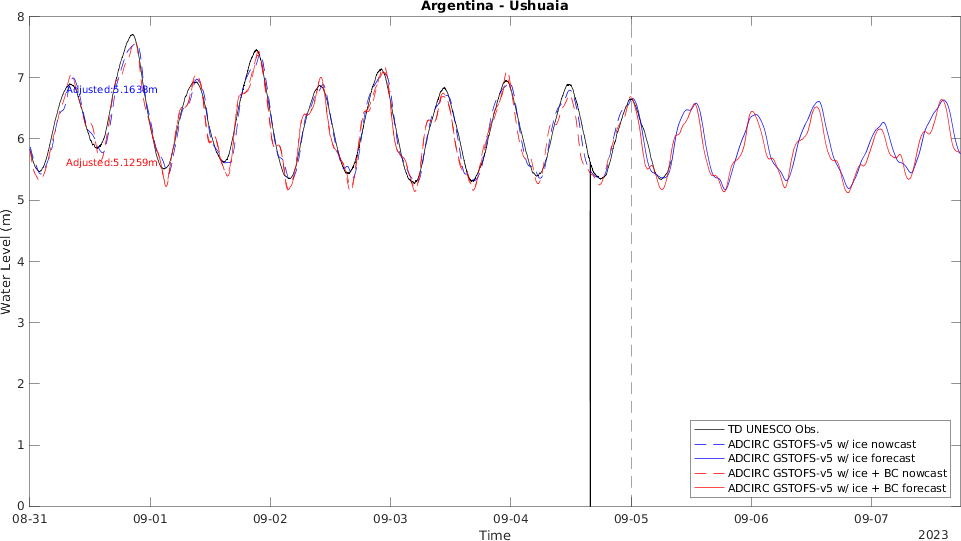 Argentina - Ushuaia
8
7
6
5
4
3
2
1
0
Water Level (m)
Adjusted:5.1638m
Adjusted:5.1259m
TD UNESCO Obs.
ADCIRC GSTOFS-v5 w/ ice nowcast
ADCIRC GSTOFS-v5 w/ ice forecast
ADCIRC GSTOFS-v5 w/ ice + BC nowcast
ADCIRC GSTOFS-v5 w/ ice + BC forecast
08-31 09-01 09-02 09-03 09-04 09-05 09-06 09-07
Time
2023